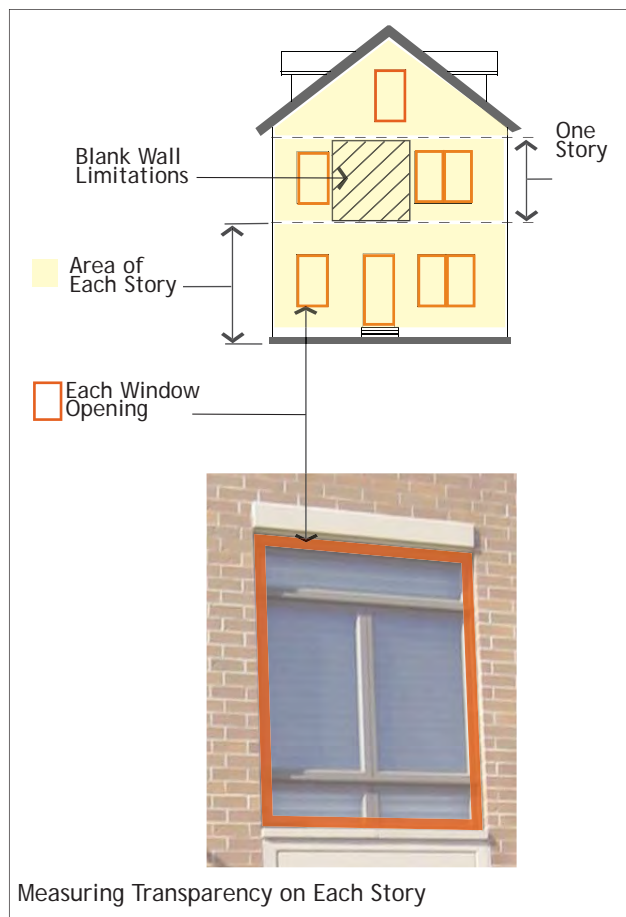 One
Story
Blank Wall
Limitations
Area of
Each Story
Each Window
Opening
Measuring Transparency on Each Story